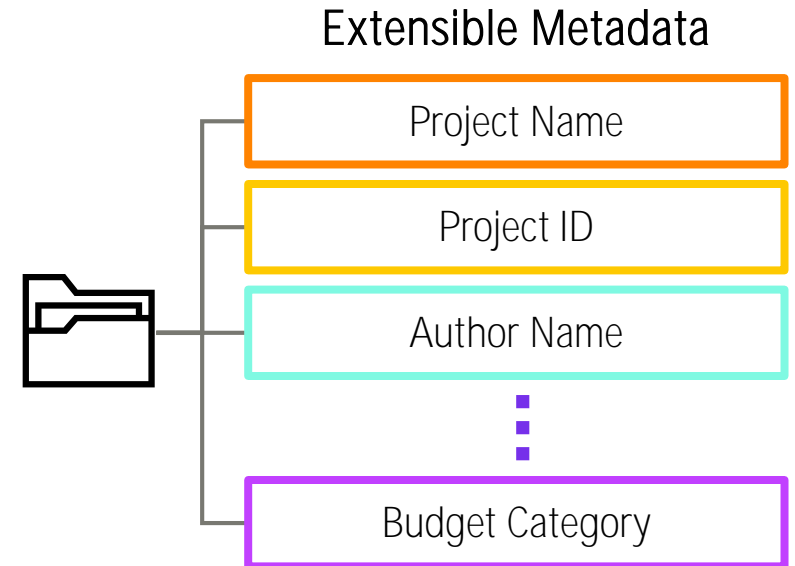 Extensible Metadata
Project Name
Project ID
Author Name
Budget Category